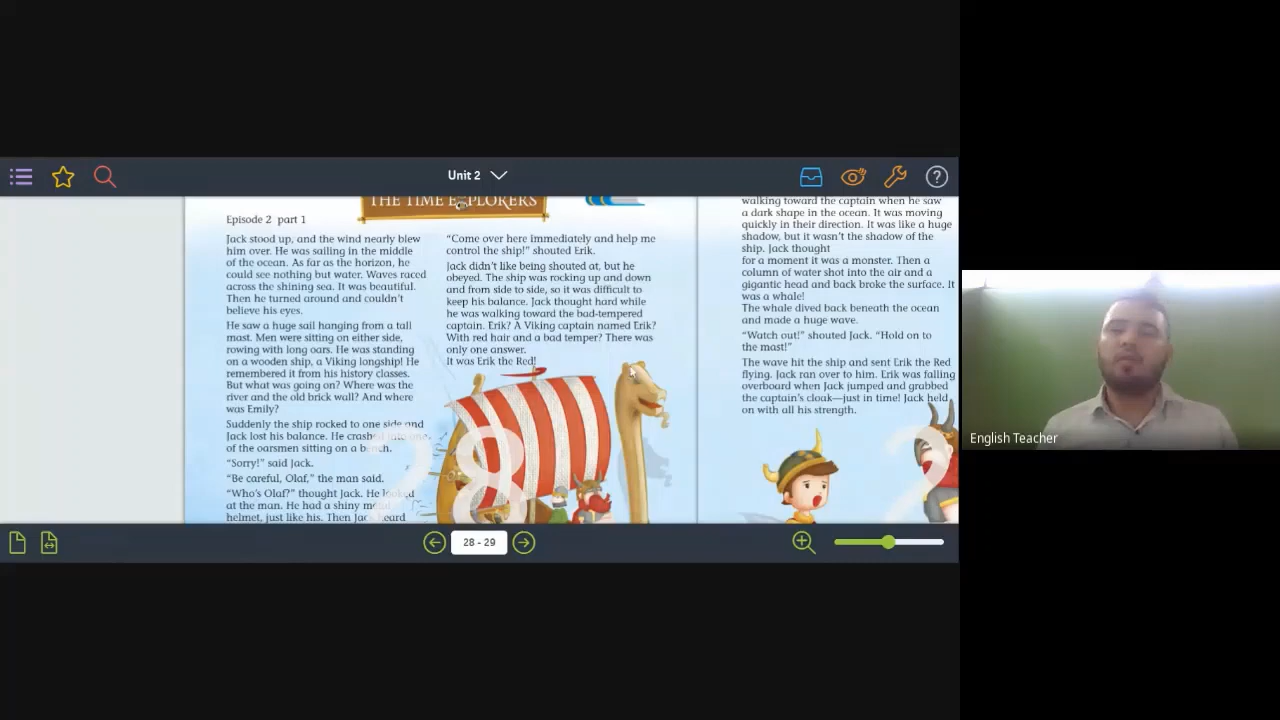 Unit 2
THE TIME EXPLORERS
Episode 2 part 1
Jack stood up, and the wind nearly blew
him over. He was sailing in the middle
of the ocean. As far as the horizon, he
could see nothing but water. Waves raced
across the shining sea. It was beautiful.
Then he turned around and couldn't
believe his eyes.
He saw a huge sail hanging from a tall
mast. Men were sitting on either side,
rowing with long oars. He was standing
on a wooden ship, a Viking longship! He
remembered it from his history classes.
But what was going on? Where was the
river and the old brick wall? And where
was Emily?
Suddenly the ship rocked to one side and
Jack lost his balance. He crashed into one
of the oarsmen sitting on a bench.
“Sorry!” said Jack.
“Be careful, Olaf,” the man said.
“Who's Olaf?” thought Jack. He looked
at the man. He had a shiny metal
helmet, just like his. Then Jack heard
“Come over here immediately and help me
control the ship!” shouted Erik.
Jack didn't like being shouted at, but he
obeyed. The ship was rocking up and down
and from side to side, so it was difficult to
keep his balance. Jack thought hard while
he was walking toward the bad-tempered
captain. Erik? A Viking captain named Erik?
With red hair and a bad temper? There was
only one answer.
It was Erik the Red!
28
walking toward the captain when he saw
a dark shape in the ocean. It was moving
quickly in their direction. It was like a huge
shadow, but it wasn't the shadow of the
ship. Jack thought
for a moment it was a monster. Then a
column of water shot into the air and a
gigantic head and back broke the surface. It
was a whale!
The whale dived back beneath the ocean
and made a huge wave.
“Watch out!” shouted Jack. “Hold on to
the mast!”
The wave hit the ship and sent Erik the Red
flying. Jack ran over to him. Erik was falling
overboard when Jack jumped and grabbed
the captain's cloak—just in time! Jack held
on with all his strength.
2
28 - 29
English Teacher